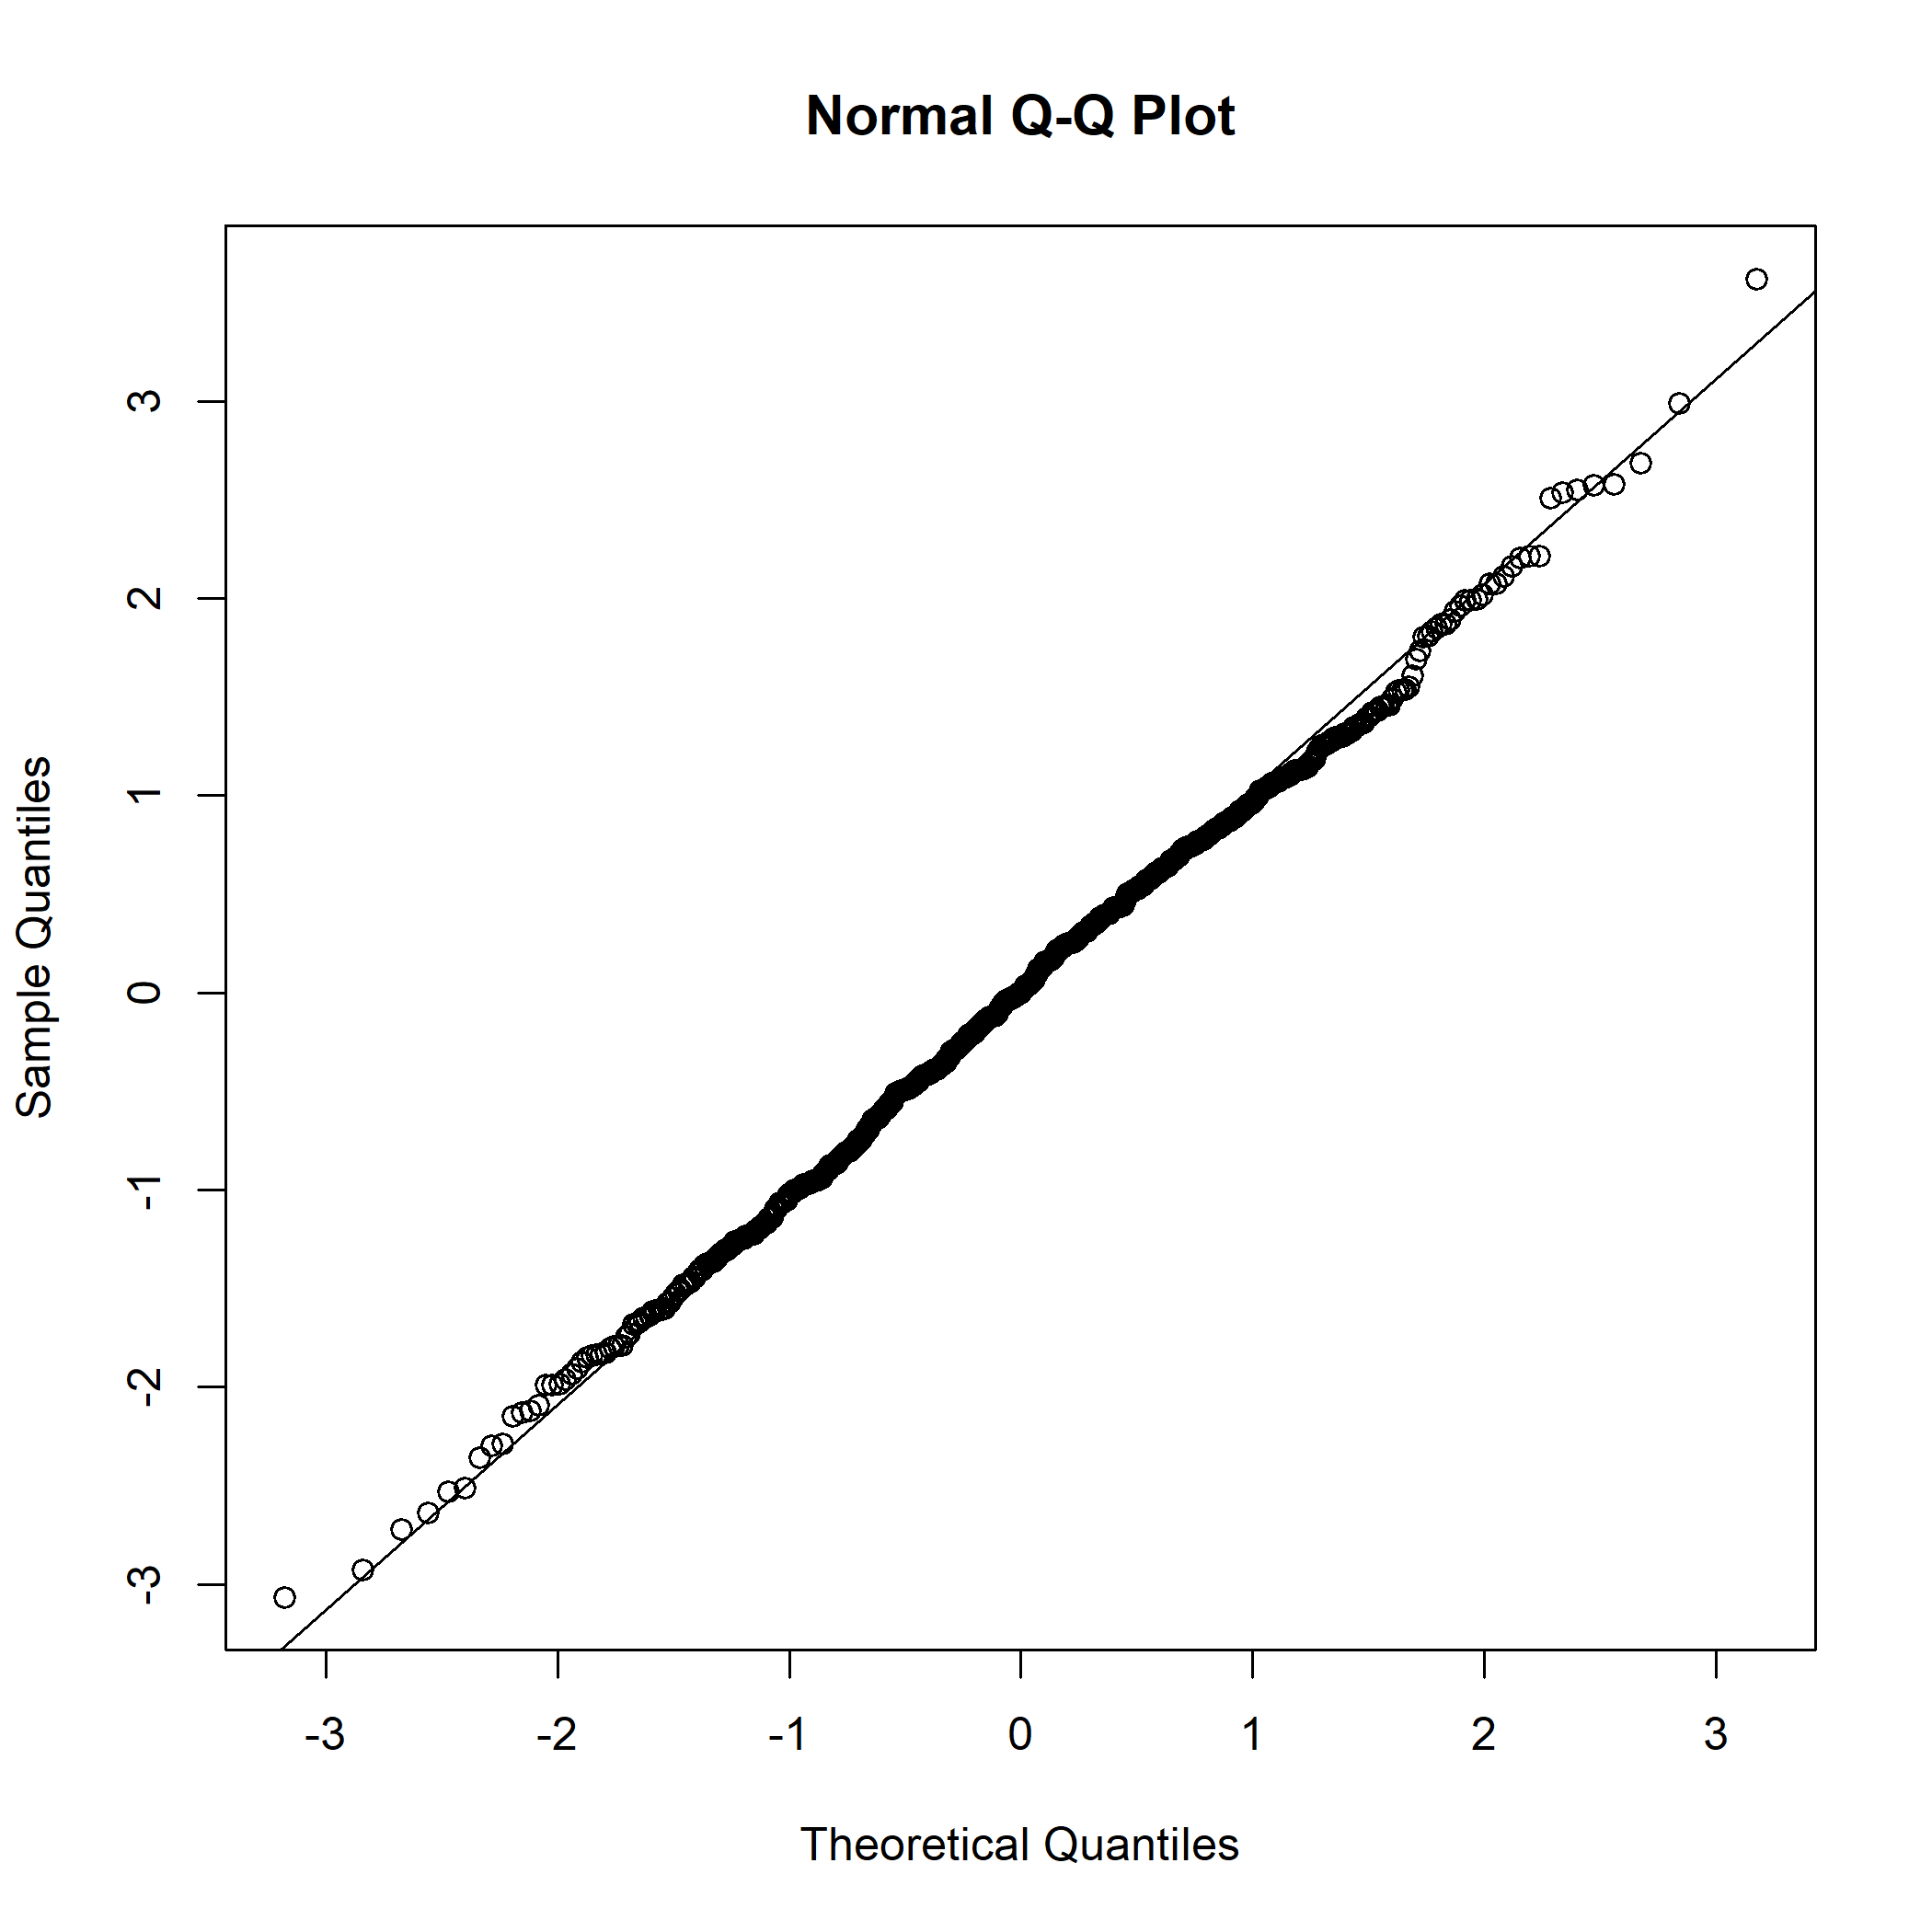 Normal Q-Q Plot
Sample Quantiles
3
2
1
0
-1
-2
-3
-3 -2 -1 0 1 2 3
Theoretical Quantiles